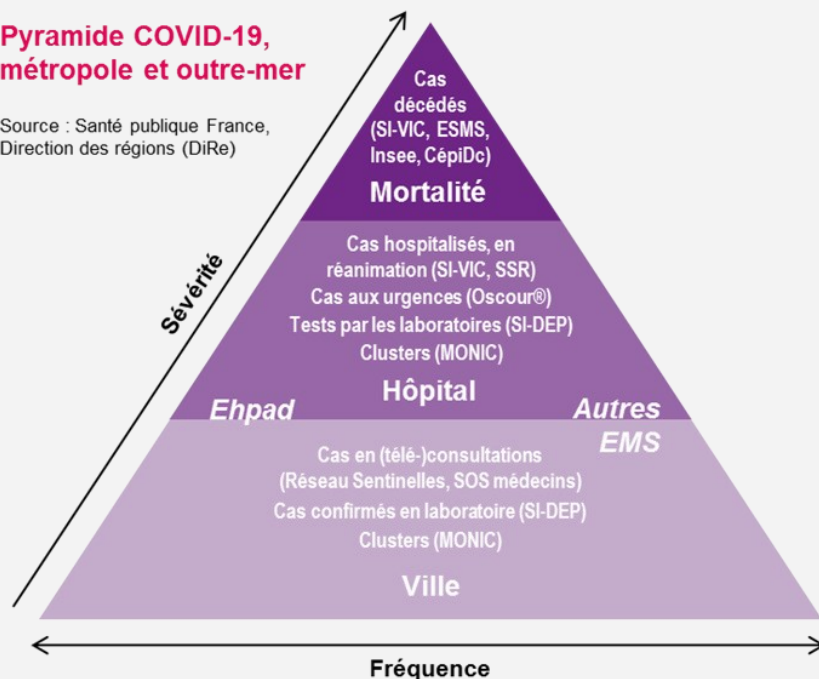 Pyramide COVID-19,
métropole et outre-mer
Source : Santé publique France,
Direction des régions (DiRe)
Cas
décédés
(SI-VIC, ESMS,
Insee, CépiDc)
Mortalité
Sévérité
Cas hospitalisés, en
réanimation (SI-VIC, SSR)
Cas aux urgences (Oscour®)
Tests par les laboratoires (SI-DEP)
Clusters (MONIC)
Hôpital
Ehpad
Autres
EMS
Cas en (télé-)consultations
(Réseau Sentinelles, SOS médecins)
Cas confirmés en laboratoire (SI-DEP)
Clusters (MONIC)
Ville
Fréquence